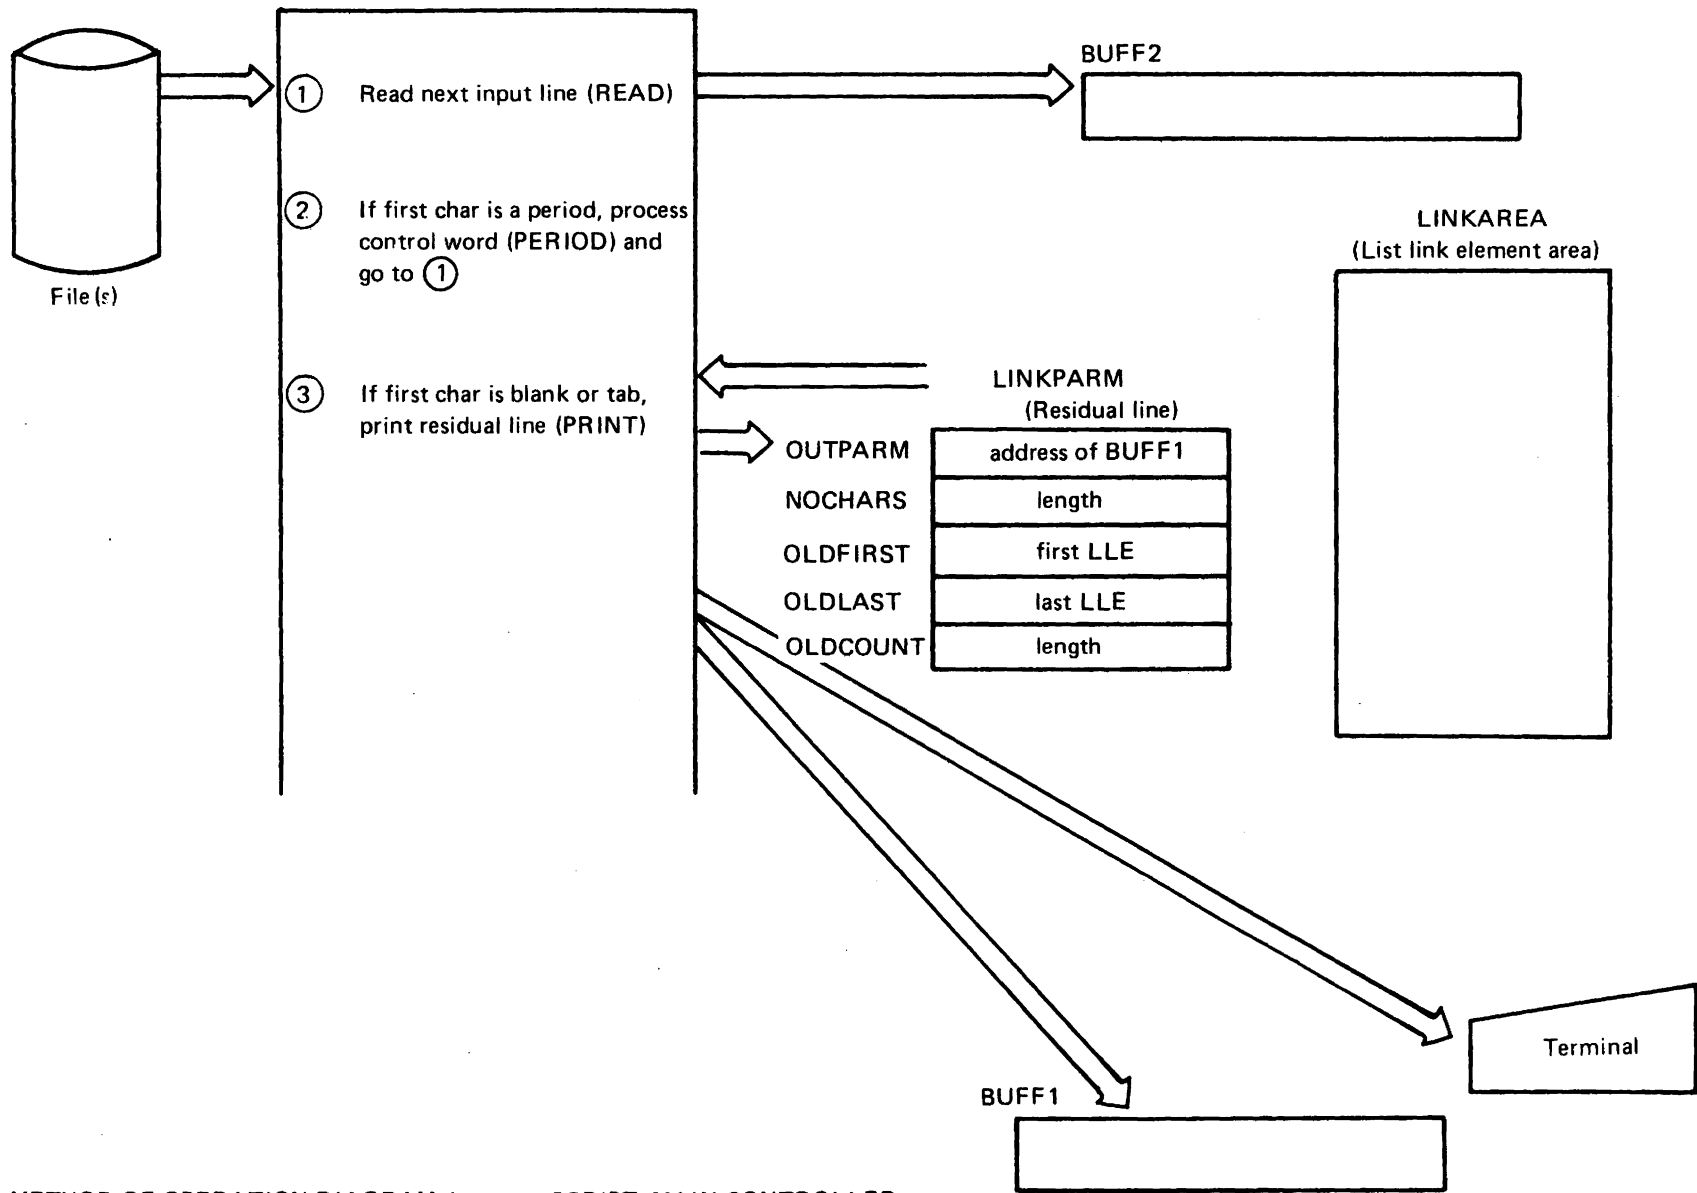 BUFF2
1 Read next input line (READ)
2 If first char is a period, process
control word (PERIOD) and
go to 1
File(s)
LINKAREA
(List link element area)
3 If first char is blank or tab,
print residual line (PRINT)
LINKPARM
(Residual line)
OUTPARM address of BUFF1
NOCHARS length
OLDFIRST first LLE
OLDLAST last LLE
OLDCOUNT length
Terminal
BUFF1